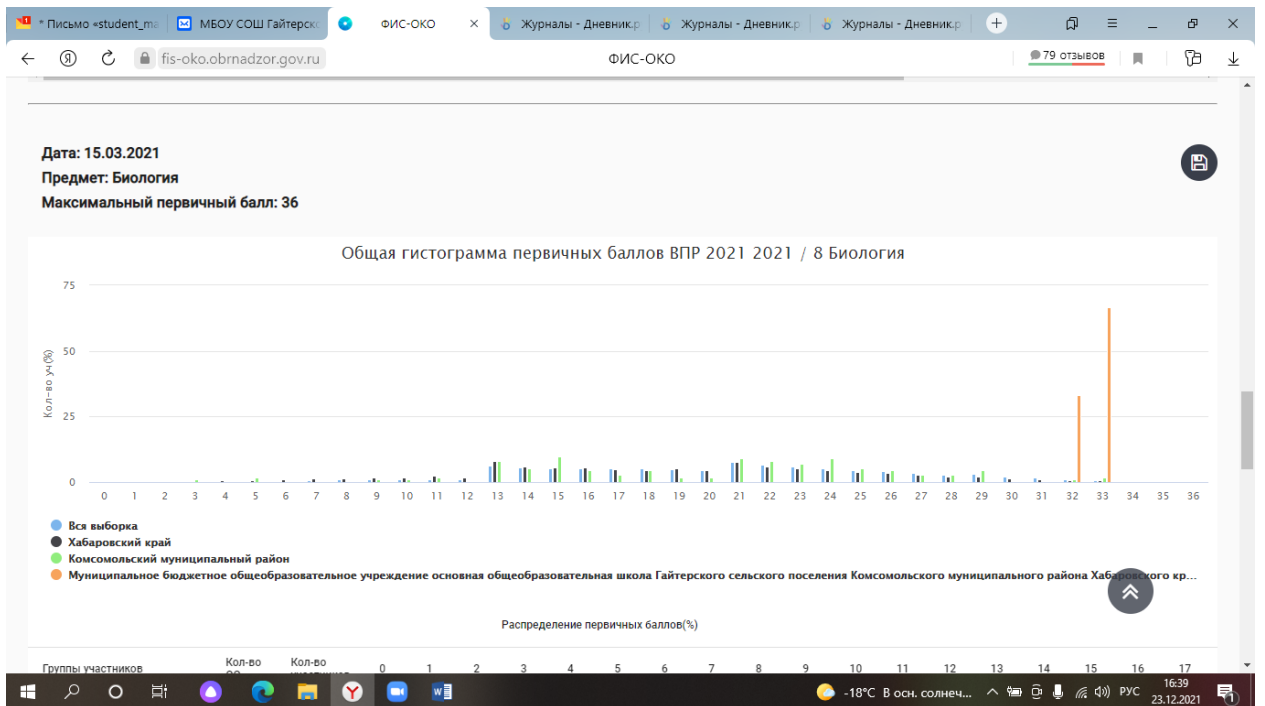 * Письмо «student_ma
МБОУ СОШ Гайтерско
ФИС-ОКО
Журналы - Дневник.р
Журналы - Дневник.р
Журналы - Дневник.р
fis-oko.obrnadzor.gov.ru
ФИС-ОКО
79 отзывов
Дата: 15.03.2021
Предмет: Биология
Максимальный первичный балл: 36
Общая гистограмма первичных баллов ВПР 2021 2021 / 8 Биология
75
50
25
0
Кол-во уч(%)
0 1 2 3 4 5 6 7 8 9 10 11 12 13 14 15 16 17 18 19 20 21 22 23 24 25 26 27 28 29 30 31 32 33 34 35 36
Вся выборка
Хабаровский край
Комсомольский муниципальный район
Муниципальное бюджетное общеобразовательное учреждение основная общеобразовательная школа Гайтерского сельского поселения Комсомольского муниципального района Хабаровского кр...
Распределение первичных баллов(%)
Группы участников Кол-во Кол-во 0 1 2 3 4 5 6 7 8 9 10 11 12 13 14 15 16 17
-18°C В осн. солнеч... РУС 16:39
23.12.2021